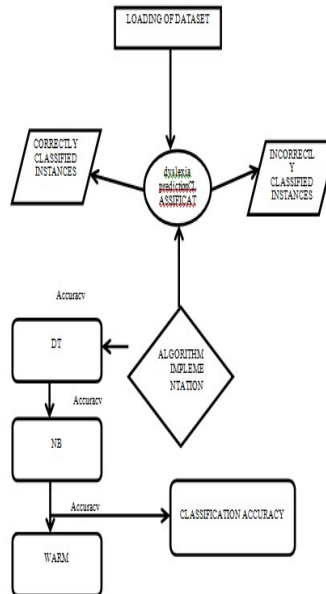 LOADING OF DATASET
CORRECTLY
CLASSIFIED
INSTANCES
INCORRECTIL
Y
CLASSIFIED
INSTANCES
dyslexia
predictionCL
ASSIFICAT
Accuracy
DT
ALGORITHM
IMPLEME
NTATION
Accuracy
NB
Accuracy
CLASSIFICATION ACCURACY
WARM